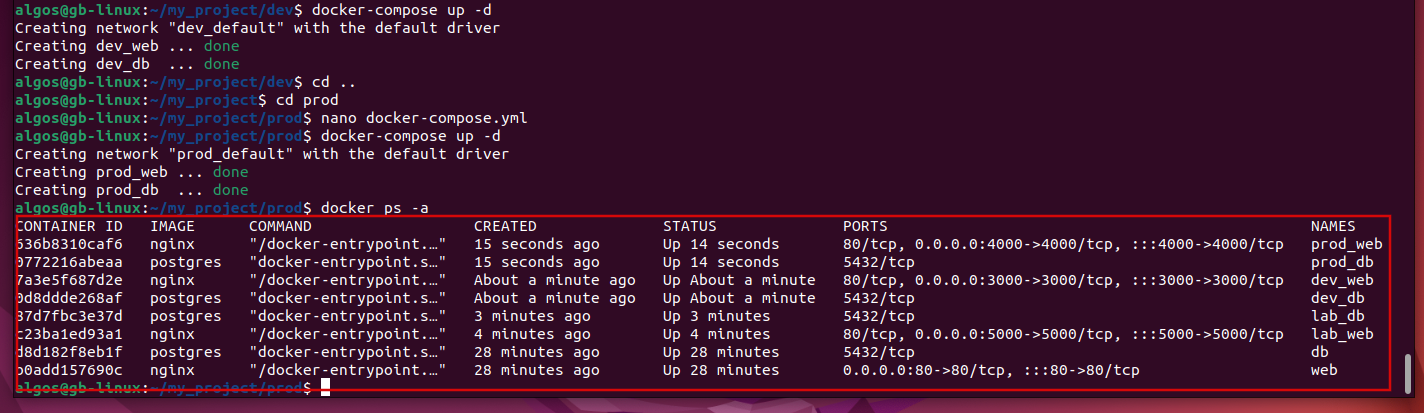 algos@gb-linux:~/my_project/dev$ docker-compose up -d
Creating network "dev_default" with the default driver
Creating dev_web ... done
Creating dev_db  ... done
algos@gb-linux:~/my_project/dev$ cd ..
algos@gb-linux:~/my_project$ cd prod
algos@gb-linux:~/my_project/prod$ nano docker-compose.yml
algos@gb-linux:~/my_project/prod$ docker-compose up -d
Creating network "prod_default" with the default driver
Creating prod_web ... done
Creating prod_db  ... done
algos@gb-linux:~/my_project/prod$ docker ps -a
CONTAINER ID   IMAGE      COMMAND                  CREATED              STATUS              PORTS                                               NAMES
636b8310caf6   nginx      "/docker-entrypoint.…"   15 seconds ago       Up 14 seconds       80/tcp, 0.0.0.0:4000->4000/tcp, :::4000->4000/tcp   prod_web
0772216abeaa   postgres   "docker-entrypoint.s…"   15 seconds ago       Up 14 seconds       5432/tcp                                            prod_db
7a3e5f687d2e   nginx      "/docker-entrypoint.…"   About a minute ago   Up About a minute   80/tcp, 0.0.0.0:3000->3000/tcp, :::3000->3000/tcp   dev_web
0d8ddde268af   postgres   "docker-entrypoint.s…"   About a minute ago   Up About a minute   5432/tcp                                            dev_db
87d7fbc3e37d   postgres   "docker-entrypoint.s…"   3 minutes ago        Up 3 minutes        5432/tcp                                            lab_db
c23ba1ed93a1   nginx      "/docker-entrypoint.…"   4 minutes ago        Up 4 minutes        80/tcp, 0.0.0.0:5000->5000/tcp, :::5000->5000/tcp   lab_web
d8d182f8eb1f   postgres   "docker-entrypoint.s…"   28 minutes ago       Up 28 minutes       5432/tcp                                            db
b0add157690c   nginx      "/docker-entrypoint.…"   28 minutes ago       Up 28 minutes       0.0.0.0:80->80/tcp, :::80->80/tcp                   web
algos@gb-linux:~/my_project/prod$